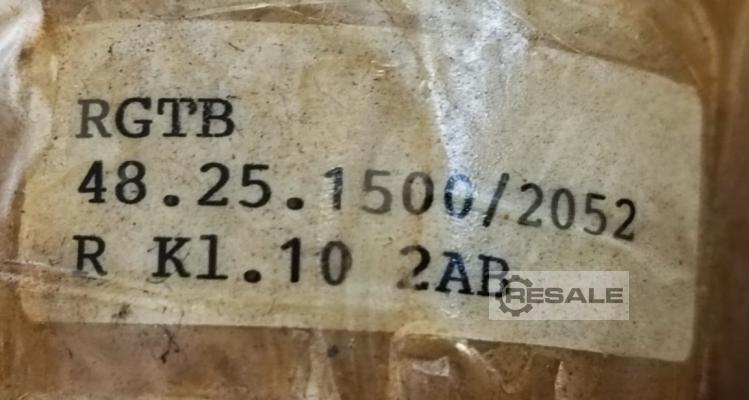 RGTB
48.25.1500/2052
R Kl.10 2AB
RESALE